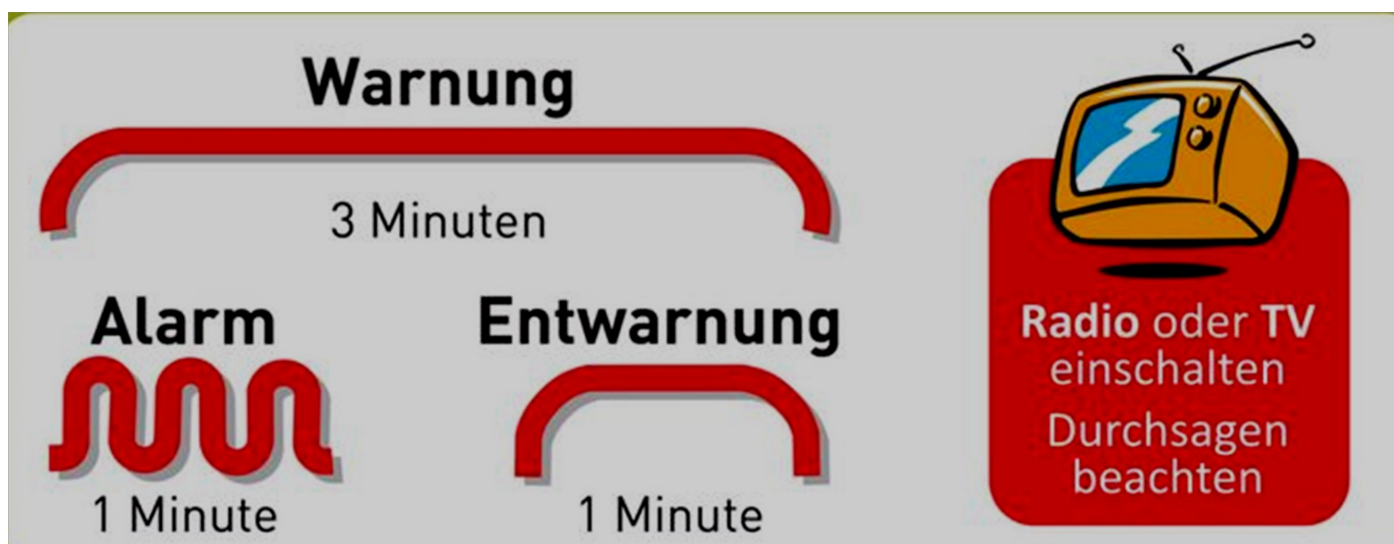 Warnung
3 Minuten
Alarm
1 Minute
Entwarnung
1 Minute
Radio oder TV
einschalten
Durchsagen
beachten